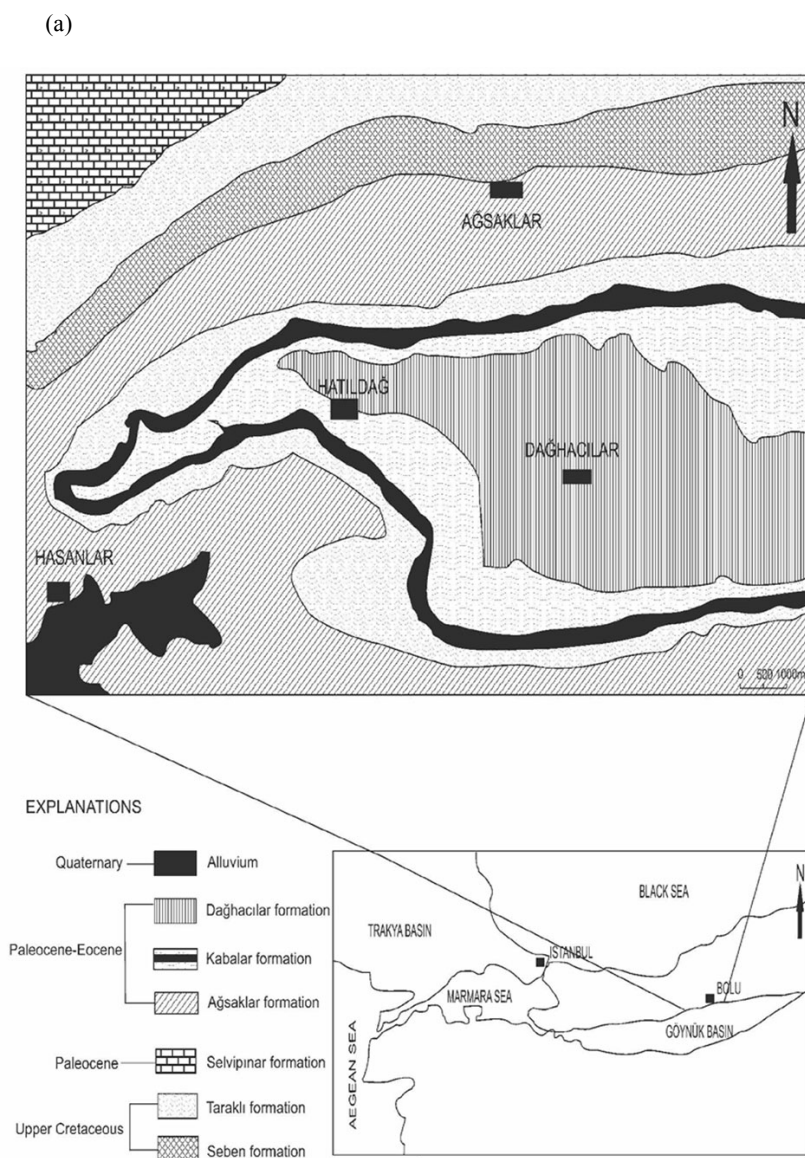 (a)
N
AĞSAKLAR
HATILDAĞ
DAĞHACILAR
HASANLAR
0 500 1000m
EXPLANATIONS
Quaternary
Alluvium
Dağhacılar formation
Paleocene-Eocene
Kabalar formation
Ağsaklar formation
Paleocene
Selvipınar formation
Taraklı formation
Upper Cretaceous
Seben formation
N
BLACK SEA
TRAKYA BASIN
ISTANBUL
MARMARA SEA
BOLU
GÖYNÜK BASIN
AEGEAN SEA